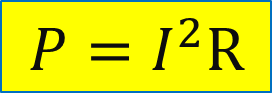 P = I²R